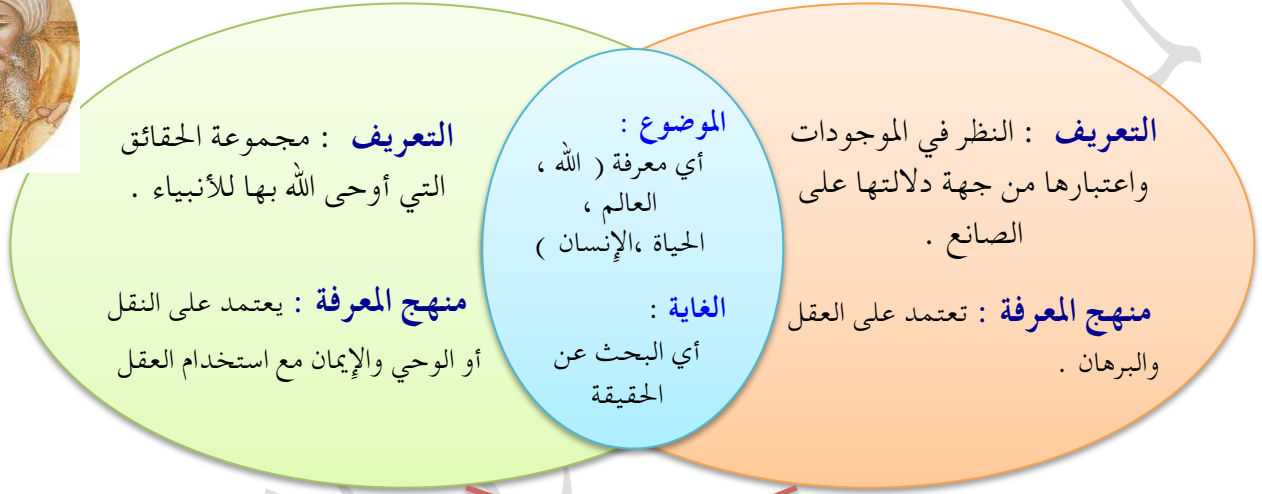 التعريف : النظر في الموجودات
واعتبارها من جهة دلالتها على
الصانع .
منهج المعرفة : تعتمد على العقل
والبرهان .
الموضوع :
أي معرفة ( الله ،
العالم ،
الحياة ،الإنسان )
الغاية :
أي البحث عن
الحقيقة
التعريف : مجموعة الحقائق
التي أوحى الله بها للأنبياء .
منهج المعرفة : يعتمد على النقل
أو الوحي والإيمان مع استخدام العقل